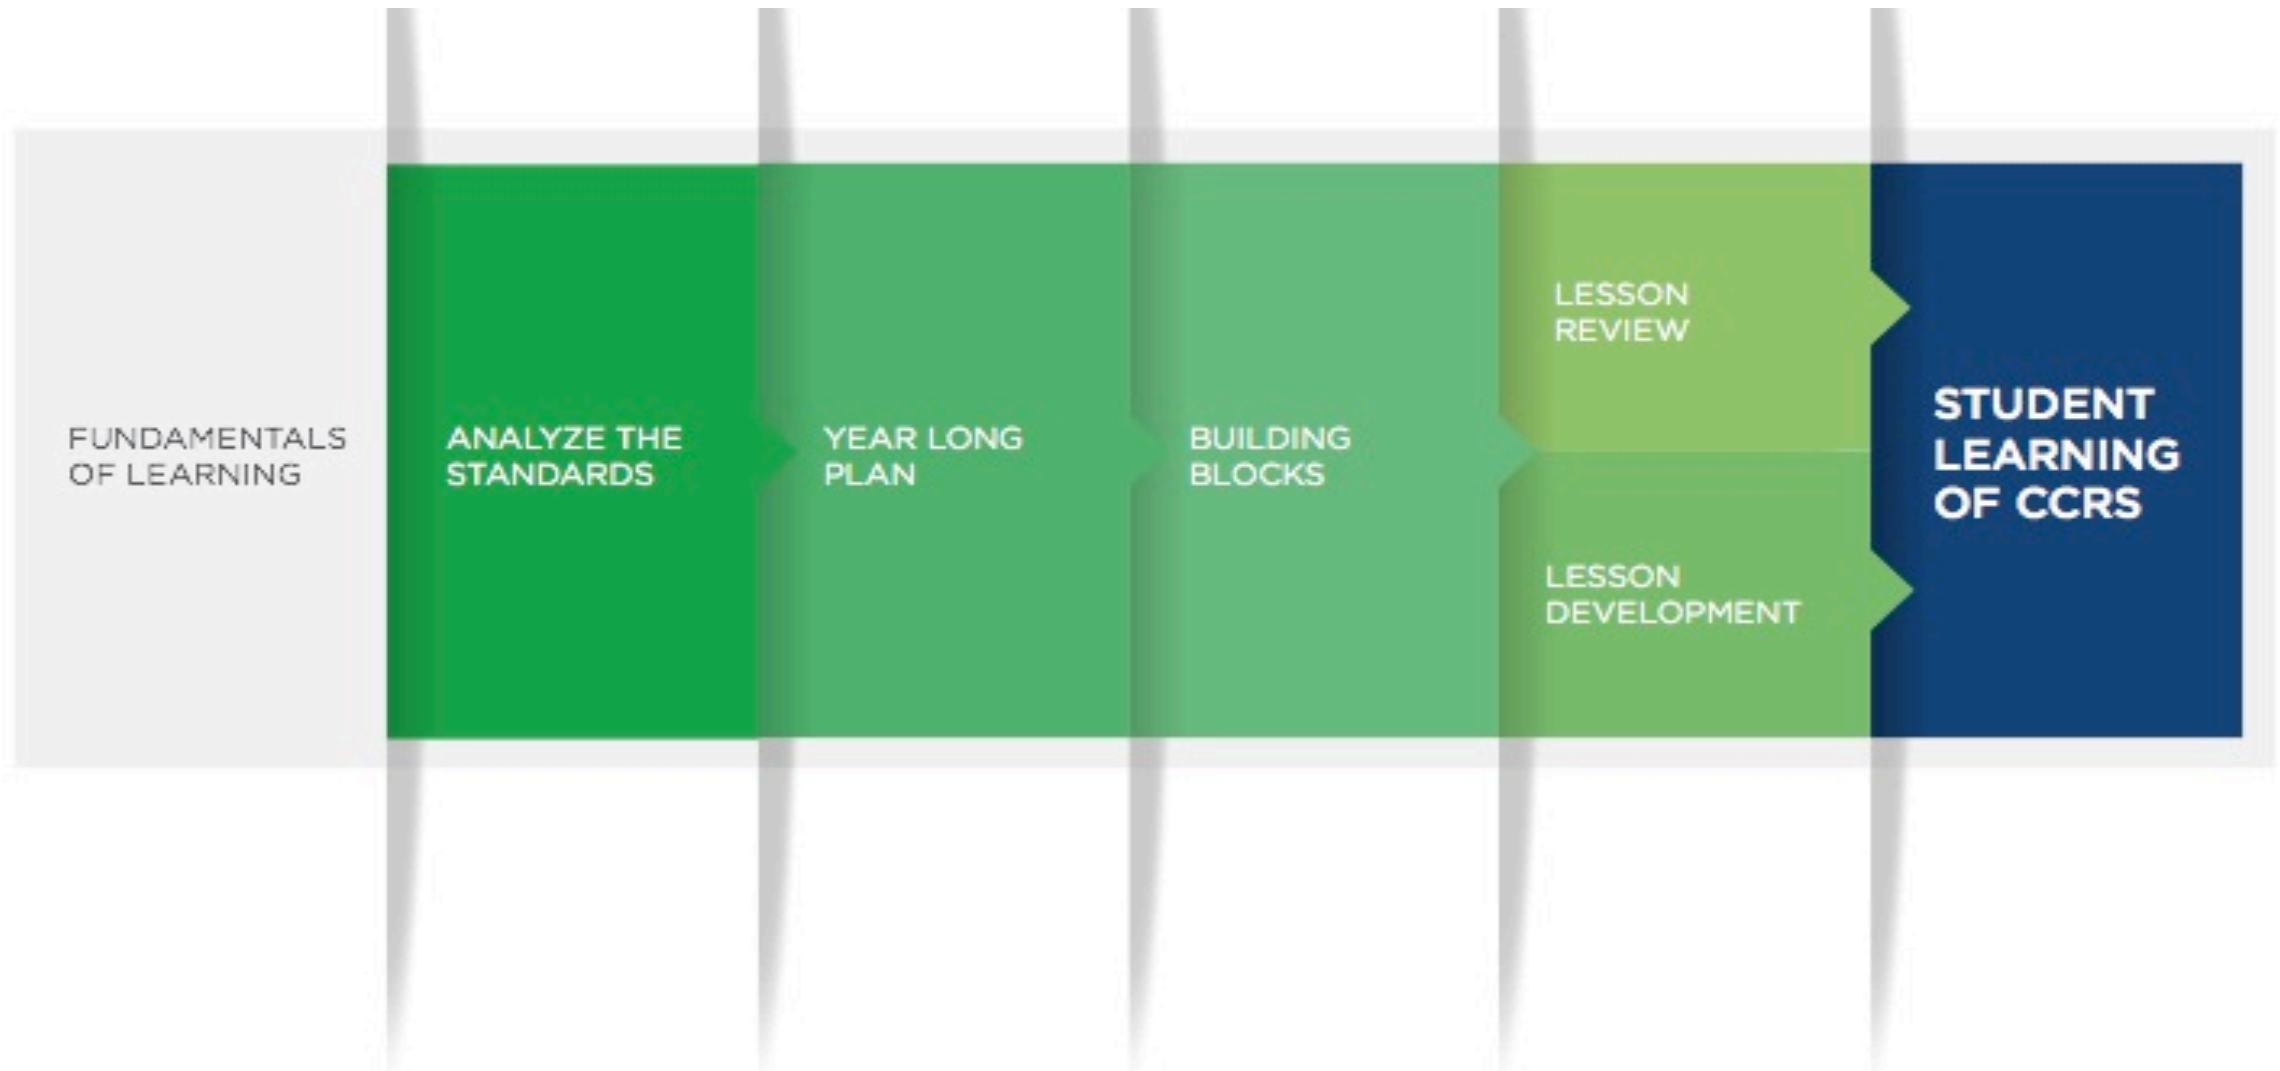 FUNDAMENTALS
OF LEARNING
ANALYZE THE
STANDARDS
YEAR LONG
PLAN
BUILDING
BLOCKS
LESSON
REVIEW
LESSON
DEVELOPMENT
STUDENT
LEARNING
OF CCRS